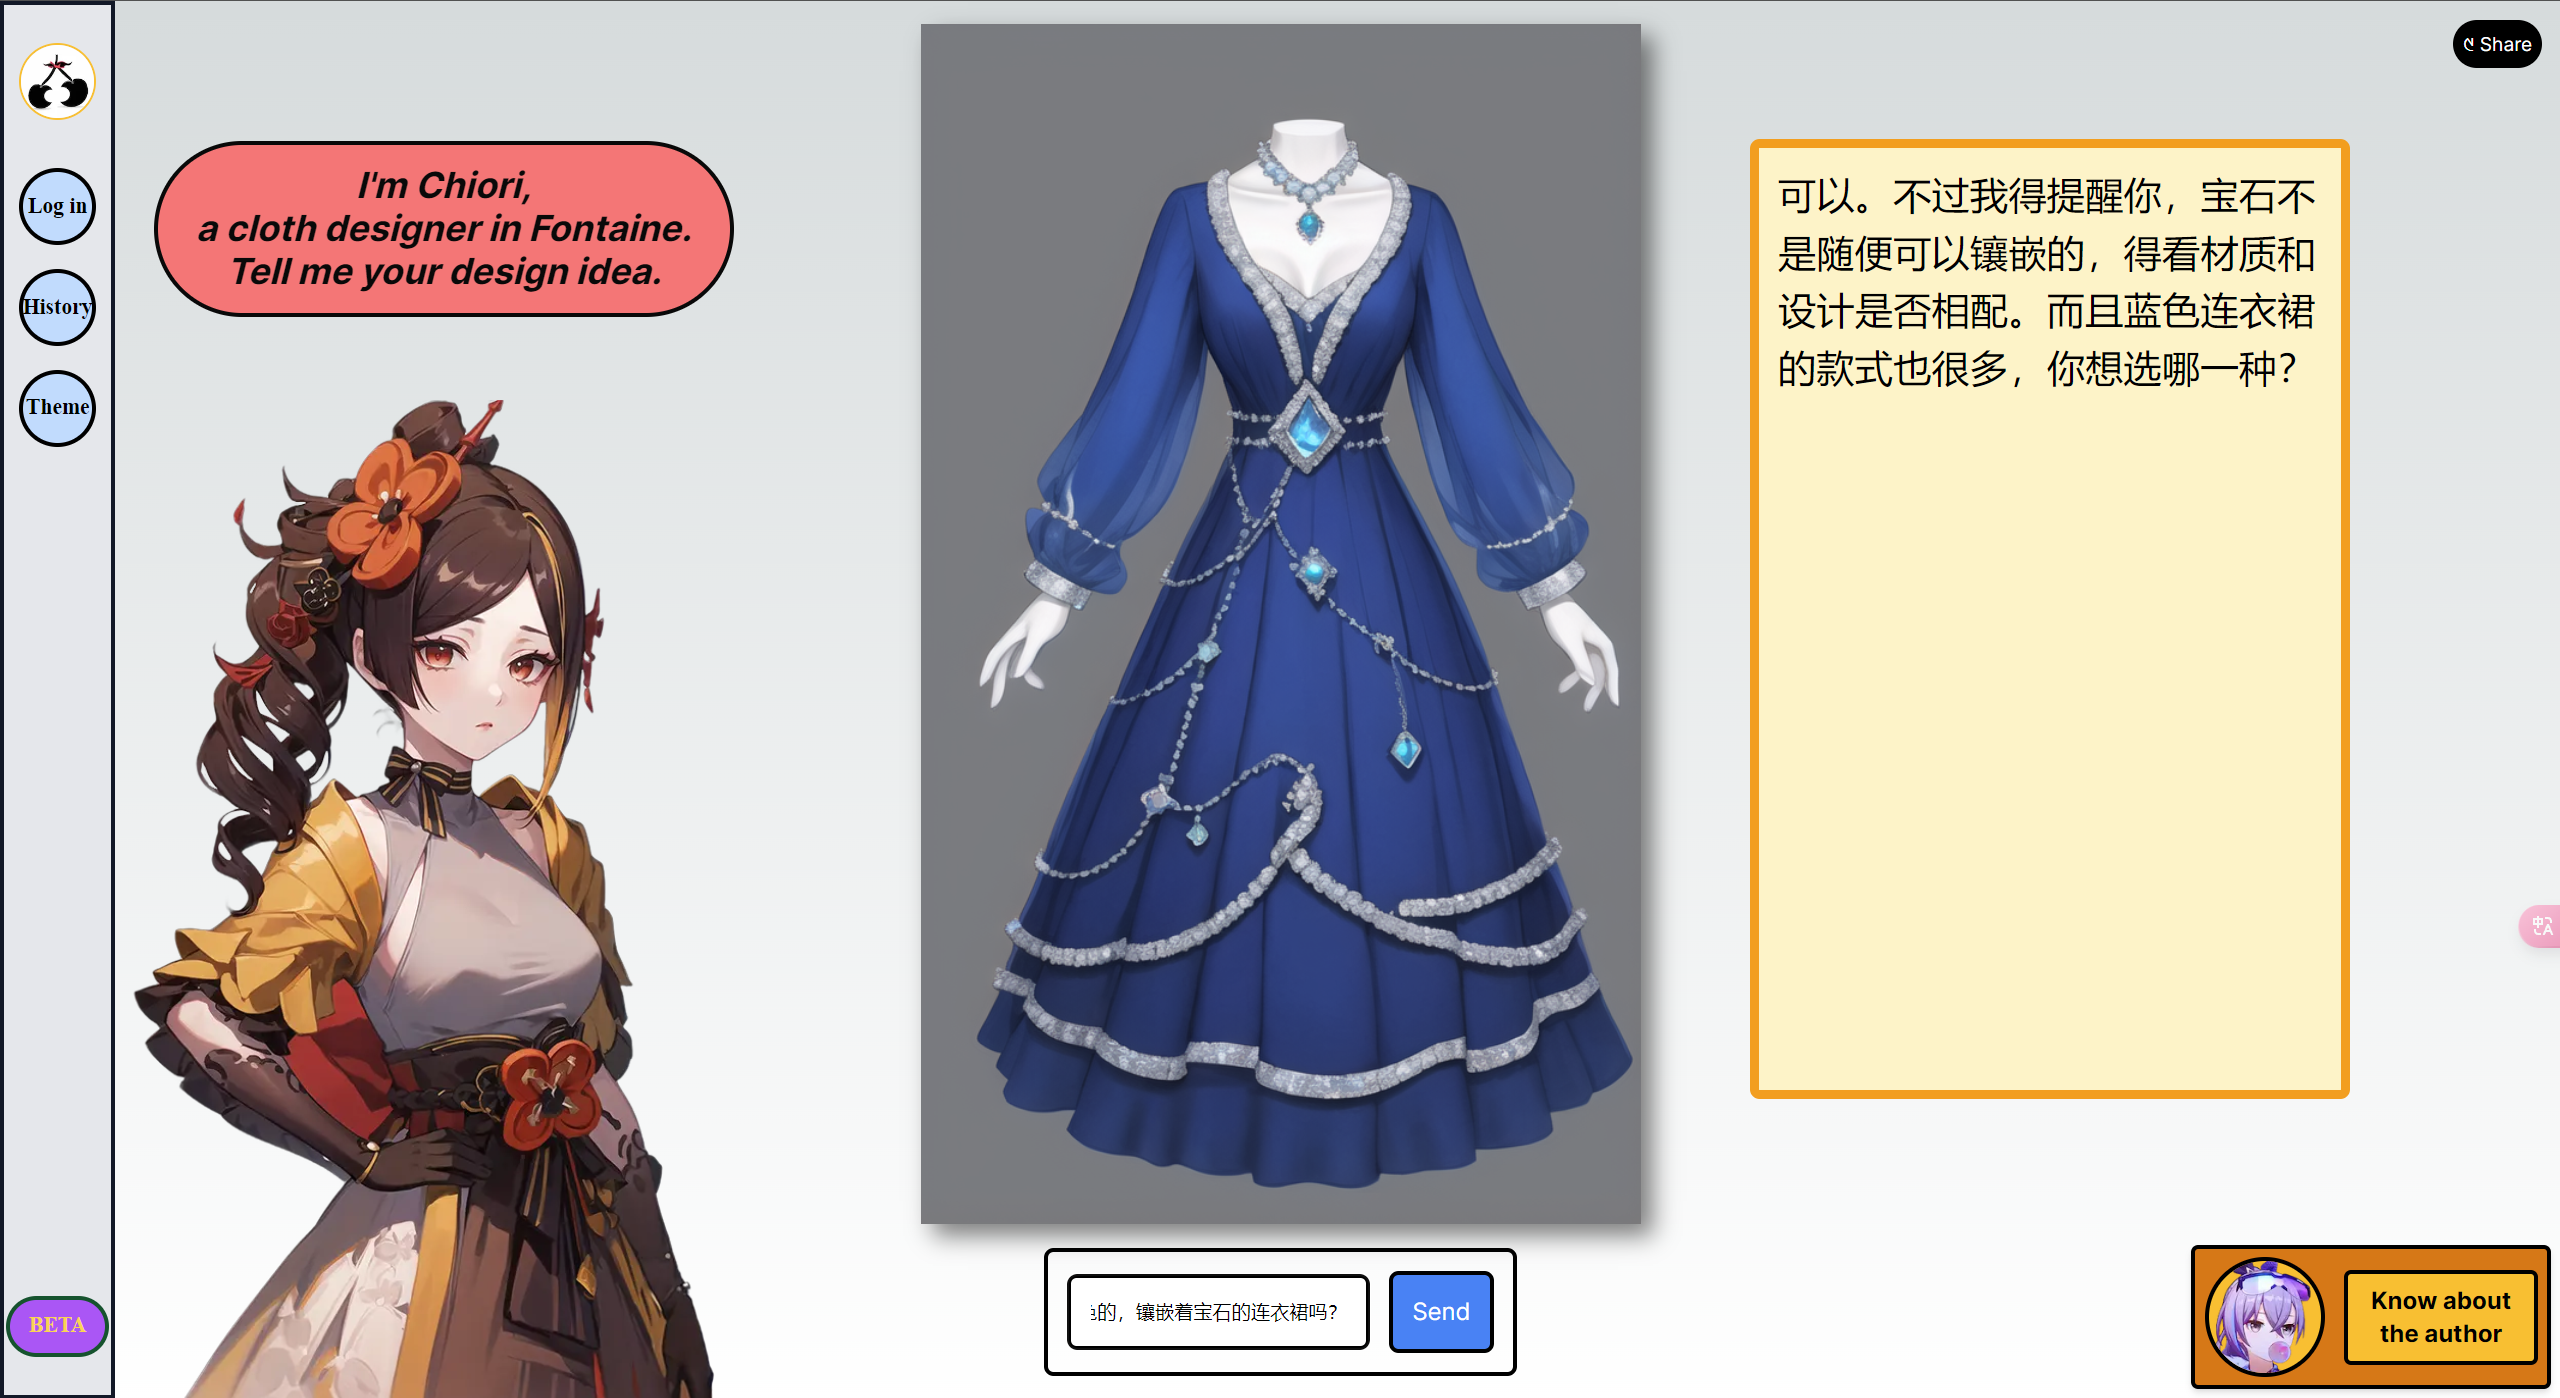 Log in
History
Theme
BETA
I'm Chiori,
a cloth designer in Fontaine.
Tell me your design idea.
的，镶嵌着宝石的连衣裙吗？
Send
Share
可以。不过我得提醒你，宝石不
是随便可以镶嵌的，得看材质和
设计是否相配。而且蓝色连衣裙
的款式也很多，你想选哪一种？
中A
Know about
the author